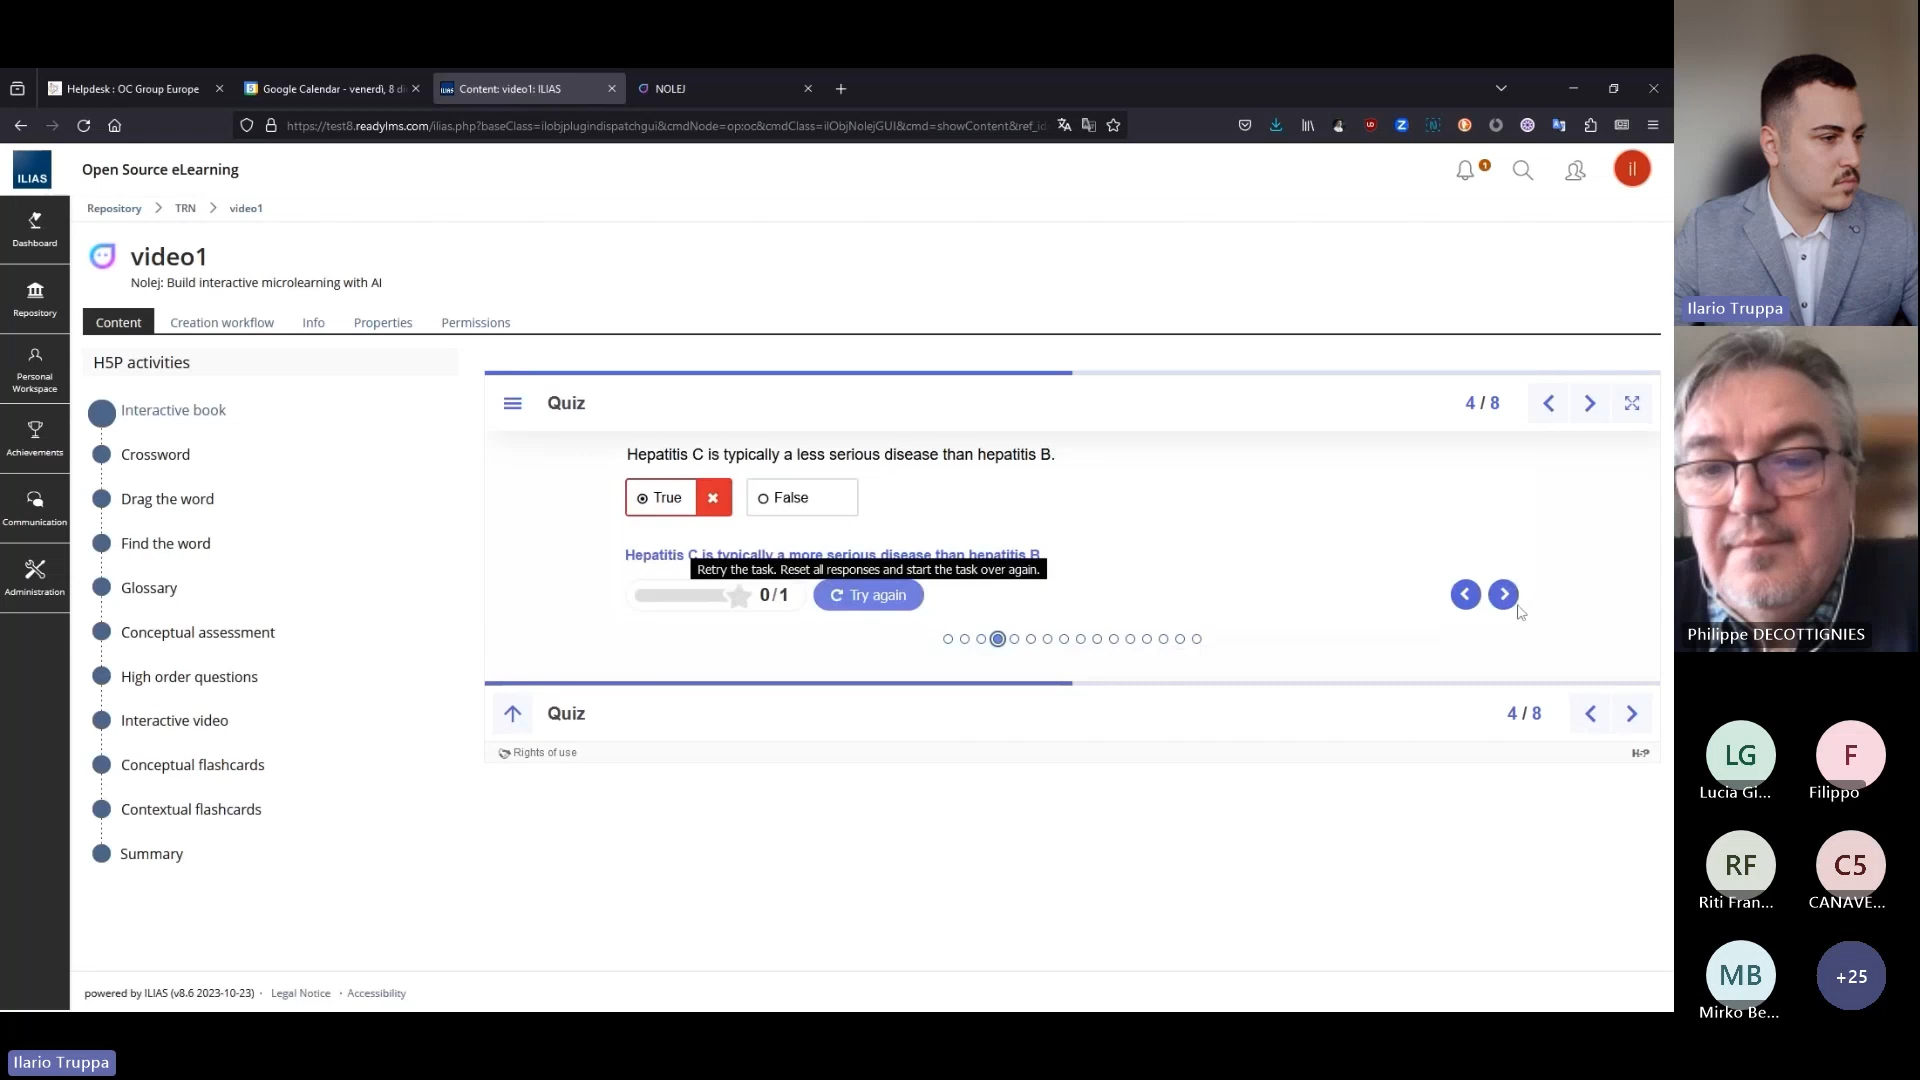 Helpdesk : OC Group Europe
Google Calendar - venerdì, 8 di
Content: video1: ILIAS
NOLEJ
https://test8.readylms.com/ilias.php?baseClass=ilobjplugindispatchgui&cmdNode=op:oc&cmdClass=ilObjNolejGUI&cmd=showContent&ref_id
ILIAS
Open Source eLearning
1
il
Repository
TRN
video1
Dashboard
Repository
Personal
Workspace
Achievements
Communication
Administration
video1
Nolej: Build interactive microlearning with AI
Content
Creation workflow
Info
Properties
Permissions
H5P activities
Interactive book
Crossword
Drag the word
Find the word
Glossary
Conceptual assessment
High order questions
Interactive video
Conceptual flashcards
Contextual flashcards
Summary
Quiz
4 / 8
Hepatitis C is typically a less serious disease than hepatitis B.
True
False
Hepatitis C is typically a more serious disease than hepatitis B
Retry the task. Reset all responses and start the task over again.
0/1
Try again
Quiz
4 / 8
Rights of use
H5P
powered by ILIAS (v8.6 2023-10-23) · Legal Notice · Accessibility
Ilario Truppa
Ilario Truppa
Philippe DECOTTIGNIES
LG
Lucia Gi...
F
Filippo
RF
Riti Fran...
C5
CANAVE...
MB
Mirko Be...
+25